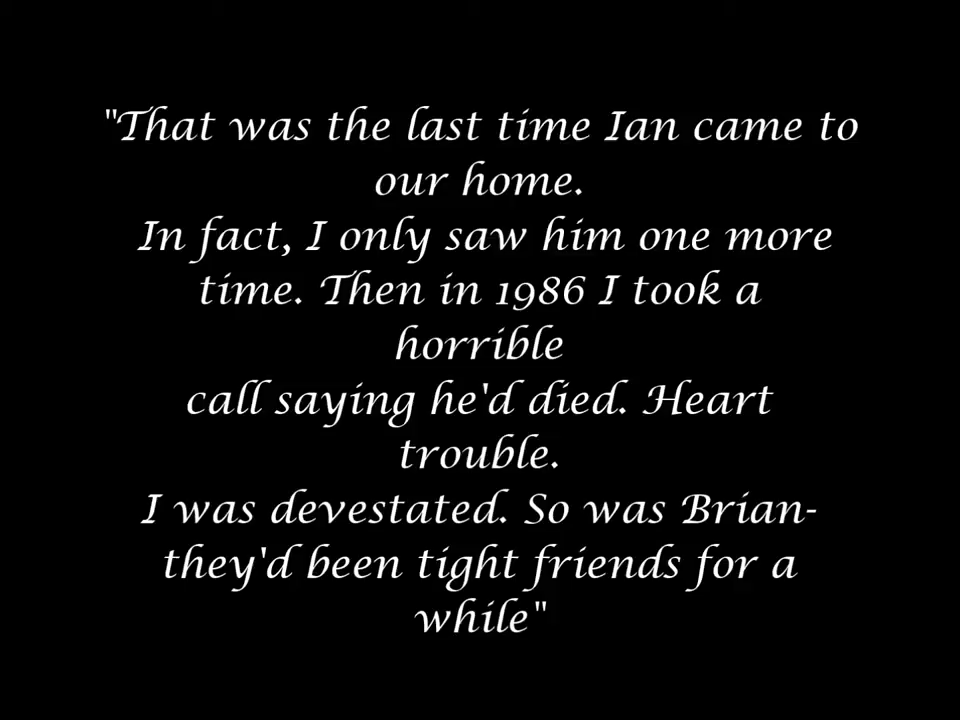 "That was the last time Ian came to
our home.
In fact, I only saw him one more
time. Then in 1986 I took a
horrible
call saying he'd died. Heart
trouble.
I was devestated. So was Brian-
they'd been tight friends for a
while"